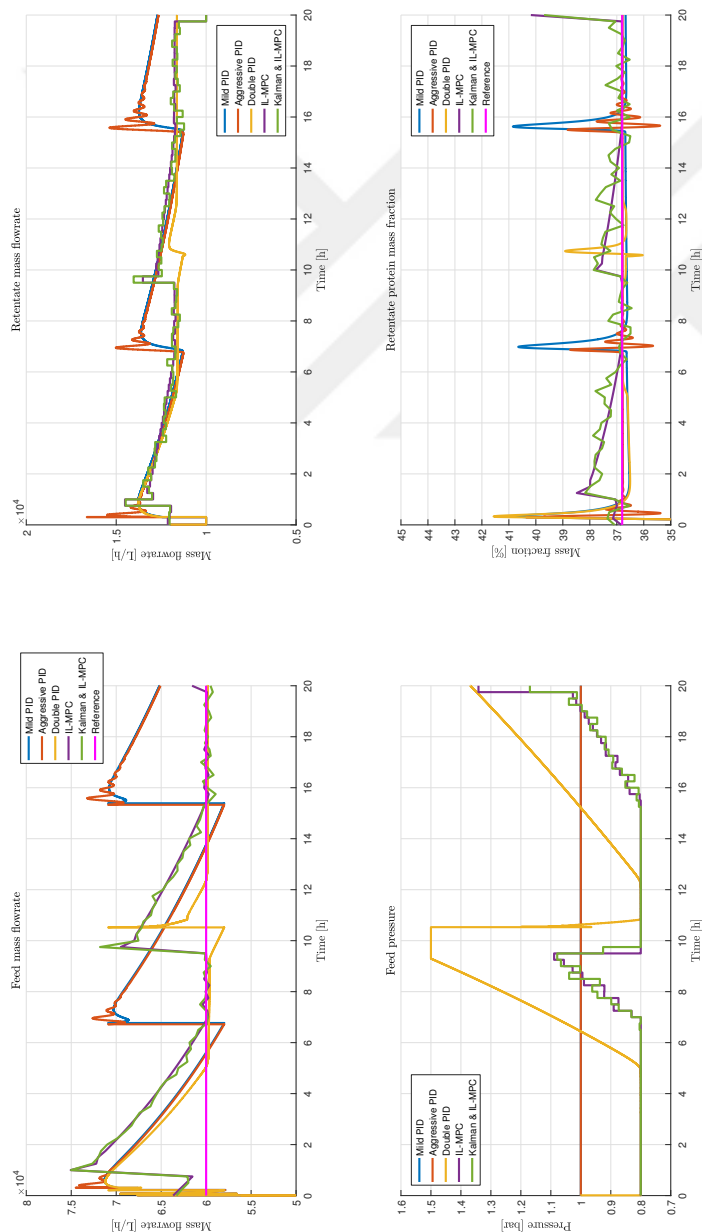 Feed mass flowrate
×10⁴
8
7.5
7
6.5
6
5.5
5
Mass flowrate [L/h]
0 2 4 6 8 10 12 14 16 18 20
Time [h]
Mild PID
Aggressive PID
Double PID
IL-MPC
Kalman & IL-MPC
Reference
Retentate mass flowrate
×10⁴
2
1.5
1
0.5
Mass flowrate [L/h]
0 2 4 6 8 10 12 14 16 18 20
Time [h]
Mild PID
Aggressive PID
Double PID
IL-MPC
Kalman & IL-MPC
Feed pressure
1.6
1.5
1.4
1.3
1.2
1.1
1
0.9
0.8
0.7
Pressure [bar]
0 2 4 6 8 10 12 14 16 18 20
Time [h]
Mild PID
Aggressive PID
Double PID
IL-MPC
Kalman & IL-MPC
Retentate protein mass fraction
45
44
43
42
41
40
39
38
37
36
35
Mass fraction [%]
0 2 4 6 8 10 12 14 16 18 20
Time [h]
Mild PID
Aggressive PID
Double PID
IL-MPC
Kalman & IL-MPC
Reference